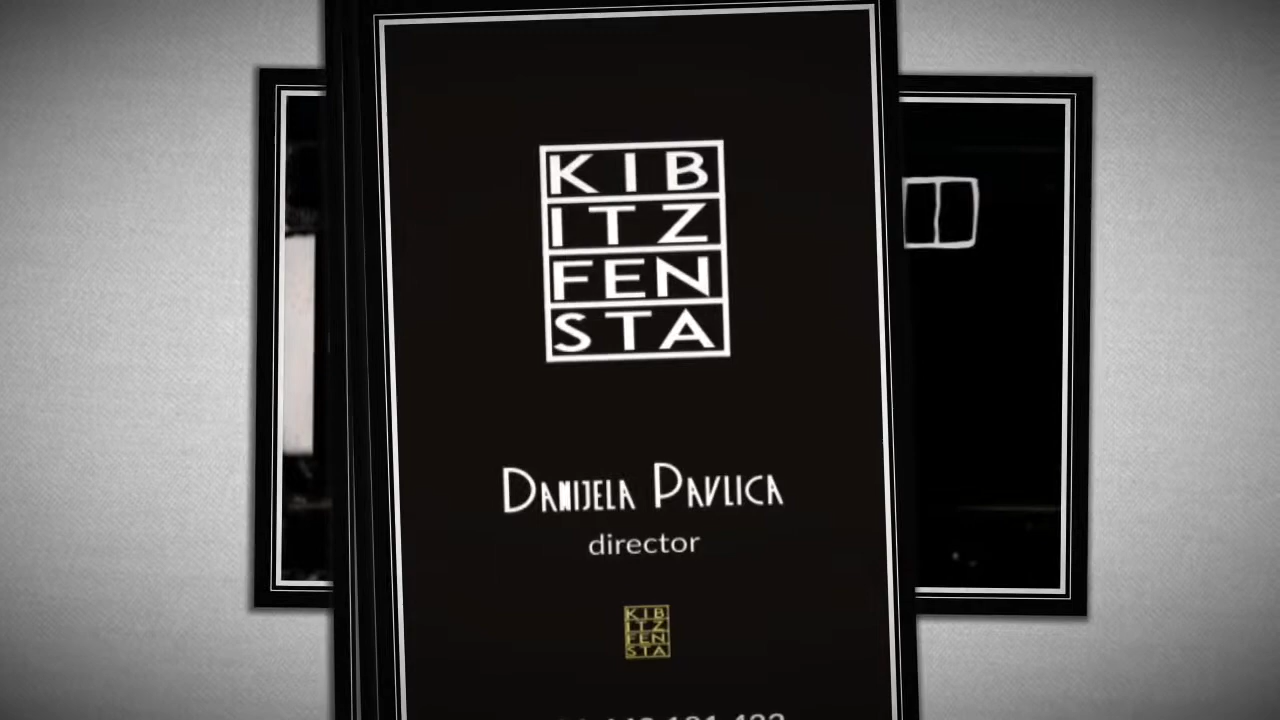 KIB
ITZ
FEN
STA
DANIJELA PAVLICA
director
KIB
ITZ
FEN
STA